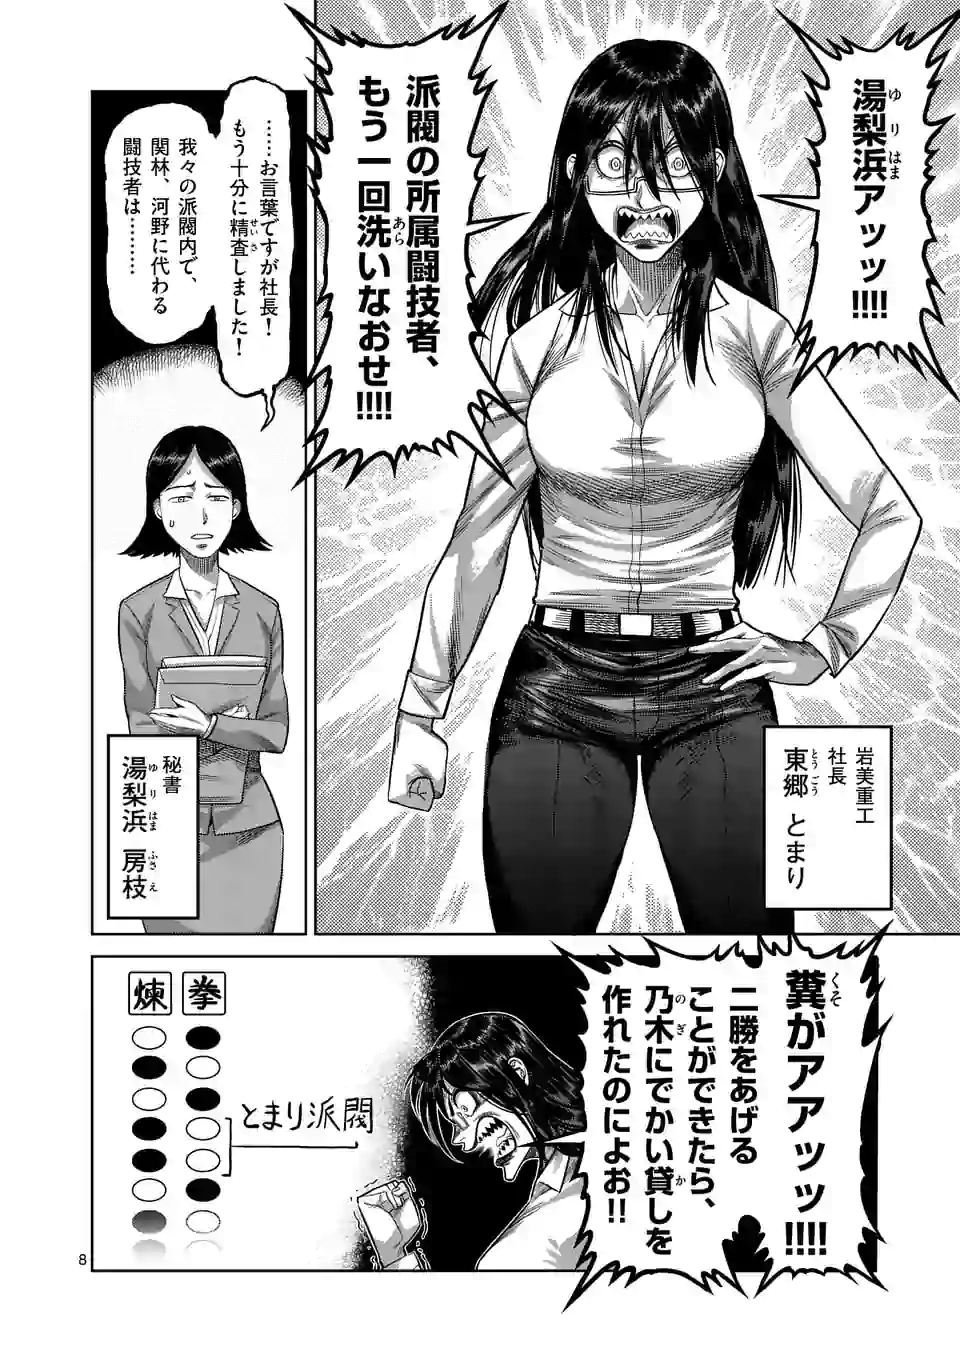 湯梨浜アッッ!!!!
派閥の所属闘技者、
もう一回洗いなおせ!!!!
……お言葉ですが社長！
もう十分に精査しました！
我々の派閥内で、
関林、河野に代わる
闘技者は………
岩美重工
社長
東郷とまり
秘書
湯梨浜 房枝
糞がアアッッッ!!!!
二勝をあげる
ことができたら、
乃木にでかい貸しを
作れたのによお!!
拳
煉
とまり派閥
8